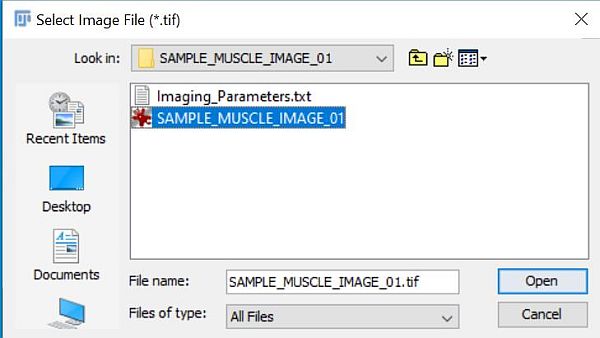 Select Image File (*.tif)
Look in: SAMPLE_MUSCLE_IMAGE_01
Imaging_Parameters.txt
SAMPLE_MUSCLE_IMAGE_01
Recent Items
Desktop
Documents
File name: SAMPLE_MUSCLE_IMAGE_01.tif
Open
Files of type: All Files
Cancel